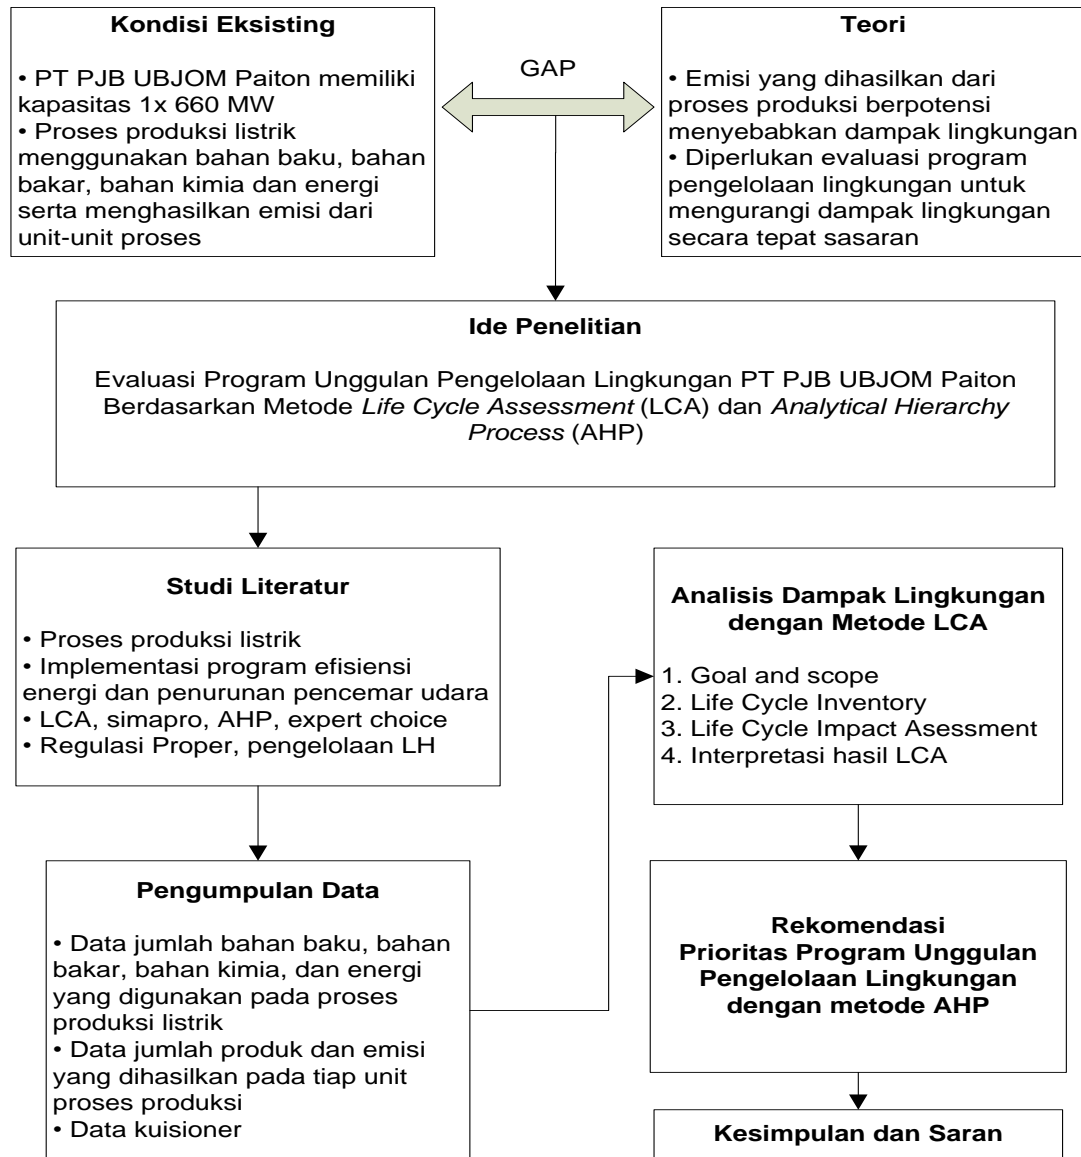 Kondisi Eksisting
• PT PJB UBJOM Paiton memiliki
kapasitas 1x 660 MW
• Proses produksi listrik
menggunakan bahan baku, bahan
bakar, bahan kimia dan energi
serta menghasilkan emisi dari
unit-unit proses
GAP
Teori
• Emisi yang dihasilkan dari
proses produksi berpotensi
menyebabkan dampak lingkungan
• Diperlukan evaluasi program
pengelolaan lingkungan untuk
mengurangi dampak lingkungan
secara tepat sasaran
Ide Penelitian
Evaluasi Program Unggulan Pengelolaan Lingkungan PT PJB UBJOM Paiton
Berdasarkan Metode Life Cycle Assessment (LCA) dan Analytical Hierarchy
Process (AHP)
Studi Literatur
• Proses produksi listrik
• Implementasi program efisiensi
energi dan penurunan pencemar udara
• LCA, simapro, AHP, expert choice
• Regulasi Proper, pengelolaan LH
Pengumpulan Data
• Data jumlah bahan baku, bahan
bakar, bahan kimia, dan energi
yang digunakan pada proses
produksi listrik
• Data jumlah produk dan emisi
yang dihasilkan pada tiap unit
proses produksi
• Data kuisioner
Analisis Dampak Lingkungan
dengan Metode LCA
1. Goal and scope
2. Life Cycle Inventory
3. Life Cycle Impact Asessment
4. Interpretasi hasil LCA
Rekomendasi
Prioritas Program Unggulan
Pengelolaan Lingkungan
dengan metode AHP
Kesimpulan dan Saran